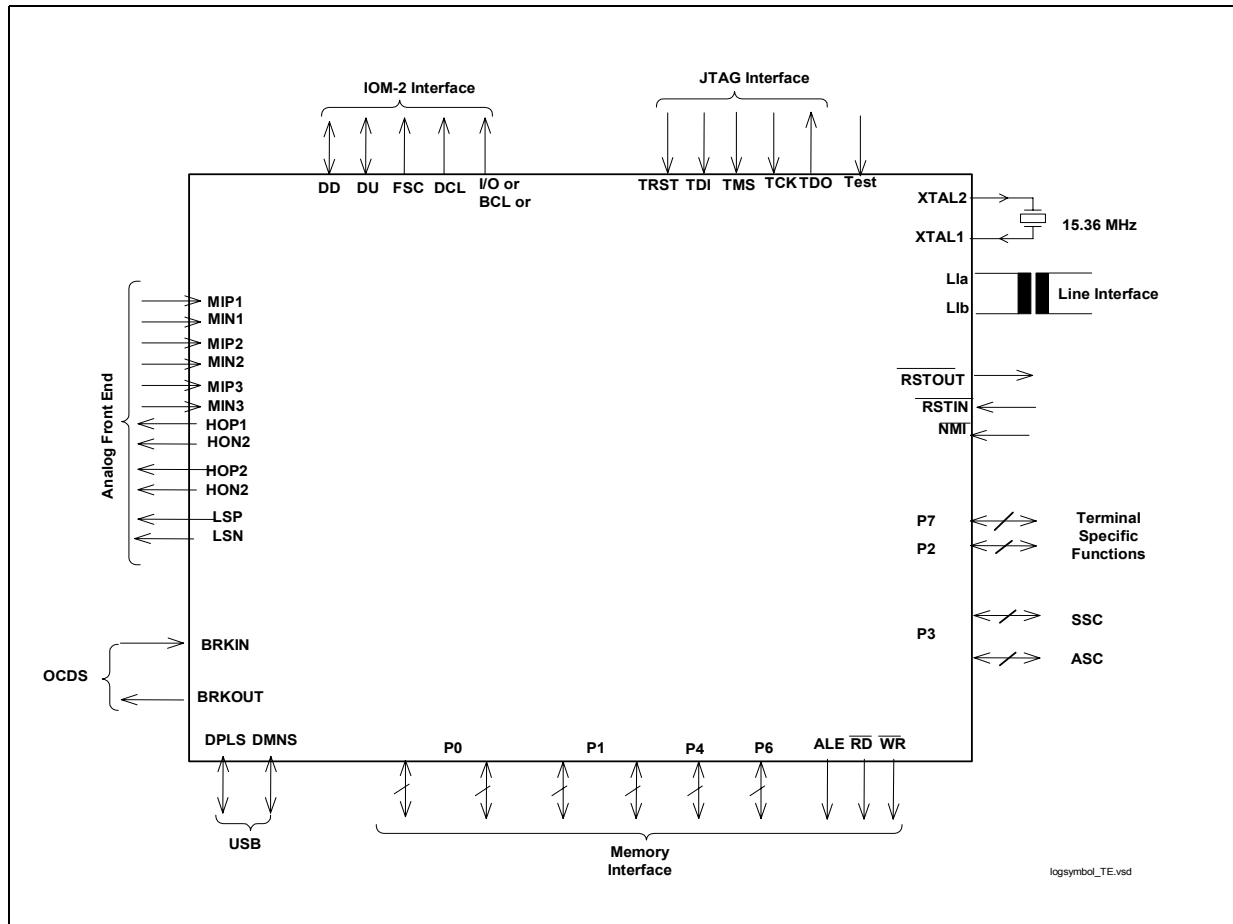 IOM-2 Interface
JTAG Interface
DD DU FSC DCL I/O or
BCL or
TRST TDI TMS TCK TDO Test
XTAL2
XTAL1
15.36 MHz
LIa
LIb
Line Interface
Analog Front End
MIP1
MIN1
MIP2
MIN2
MIP3
MIN3
HOP1
HON2
HOP2
HON2
LSP
LSN
RSTOUT
RSTIN
NMI
P7
P2
Terminal
Specific
Functions
P3
SSC
ASC
OCDS
BRKIN
BRKOUT
DPLS DMNS
P0 P1 P4 P6 ALE RD WR
USB
Memory
Interface
logsymbol_TE.vsd